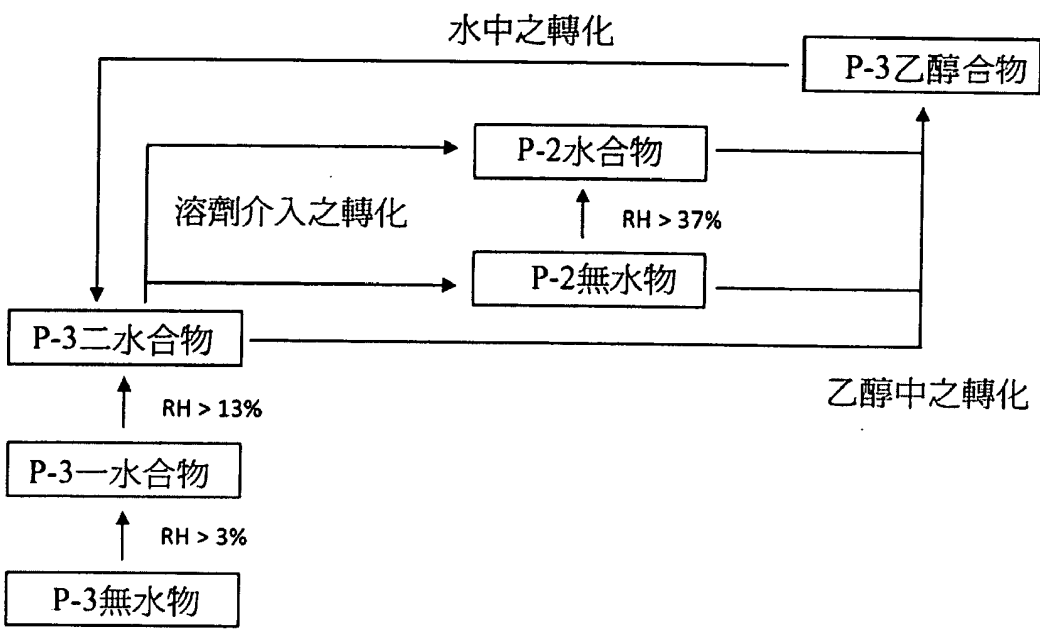 水中之轉化
P-3乙醇合物
P-2水合物
溶劑介入之轉化
RH > 37%
P-2無水物
P-3二水合物
RH > 13%
乙醇中之轉化
P-3一水合物
RH > 3%
P-3無水物